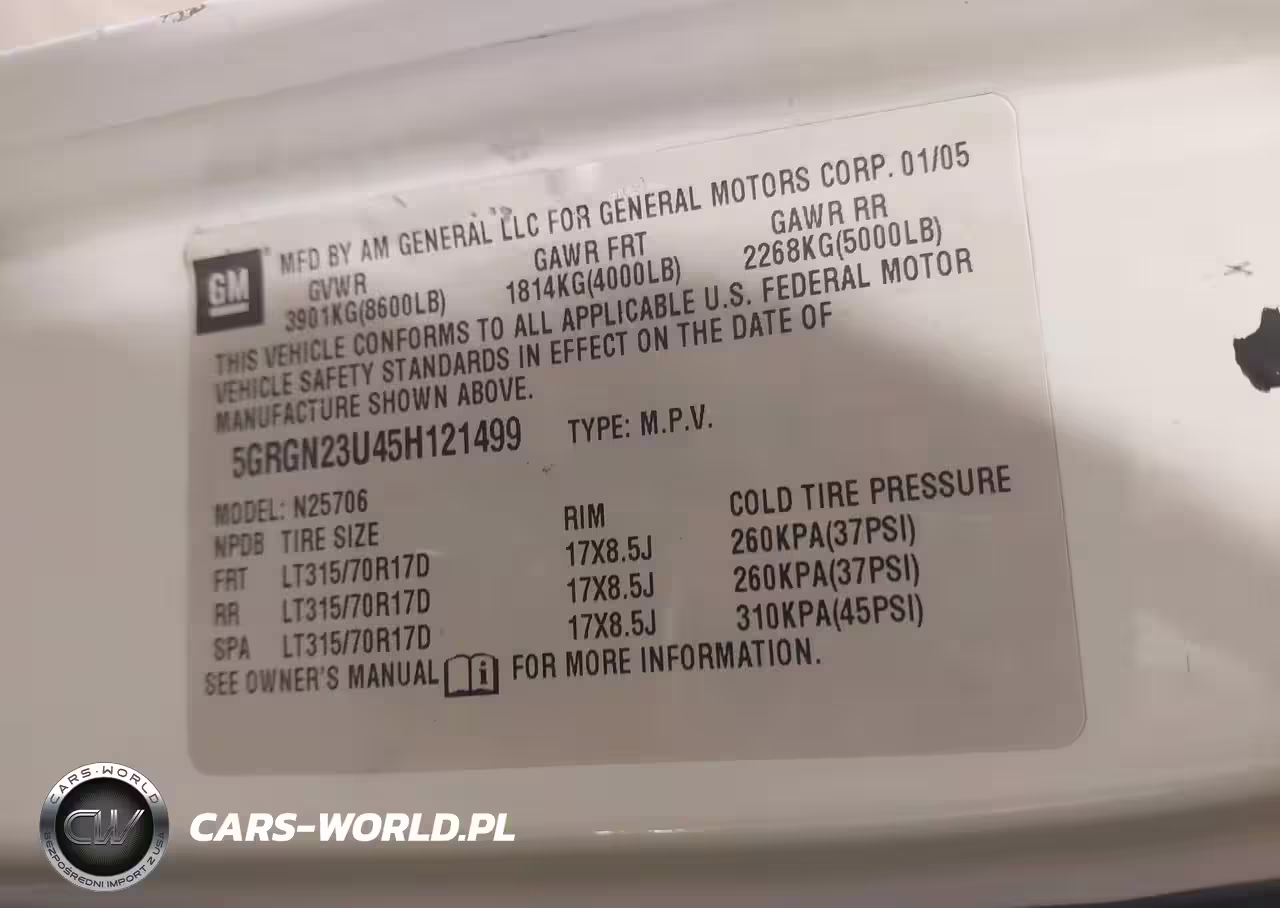 GM® MFD BY AM GENERAL LLC FOR GENERAL MOTORS CORP. 01/05
GVWR GAWR FRT GAWR RR
3901KG(8600LB) 1814KG(4000LB) 2268KG(5000LB)
THIS VEHICLE CONFORMS TO ALL APPLICABLE U.S. FEDERAL MOTOR
VEHICLE SAFETY STANDARDS IN EFFECT ON THE DATE OF
MANUFACTURE SHOWN ABOVE.
5GRGN23U45H121499 TYPE: M.P.V.
MODEL: N25706
NPDB TIRE SIZE RIM COLD TIRE PRESSURE
FRT LT315/70R17D 17X8.5J 260KPA(37PSI)
RR LT315/70R17D 17X8.5J 260KPA(37PSI)
SPA LT315/70R17D 17X8.5J 310KPA(45PSI)
SEE OWNER'S MANUAL FOR MORE INFORMATION.
CARS-WORLD
CW
BEZPOŚREDNI IMPORT Z USA
CARS-WORLD.PL